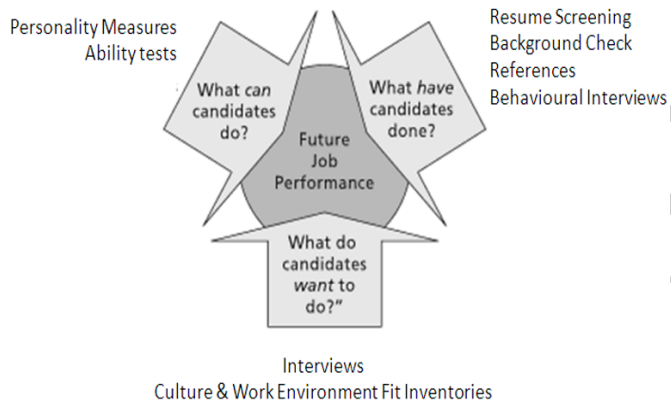 Personality Measures
Ability tests
Resume Screening
Background Check
References
Behavioural Interviews
What can
candidates
do?
What have
candidates
done?
Future
Job
Performance
What do
candidates
want to
do?”
Interviews
Culture & Work Environment Fit Inventories